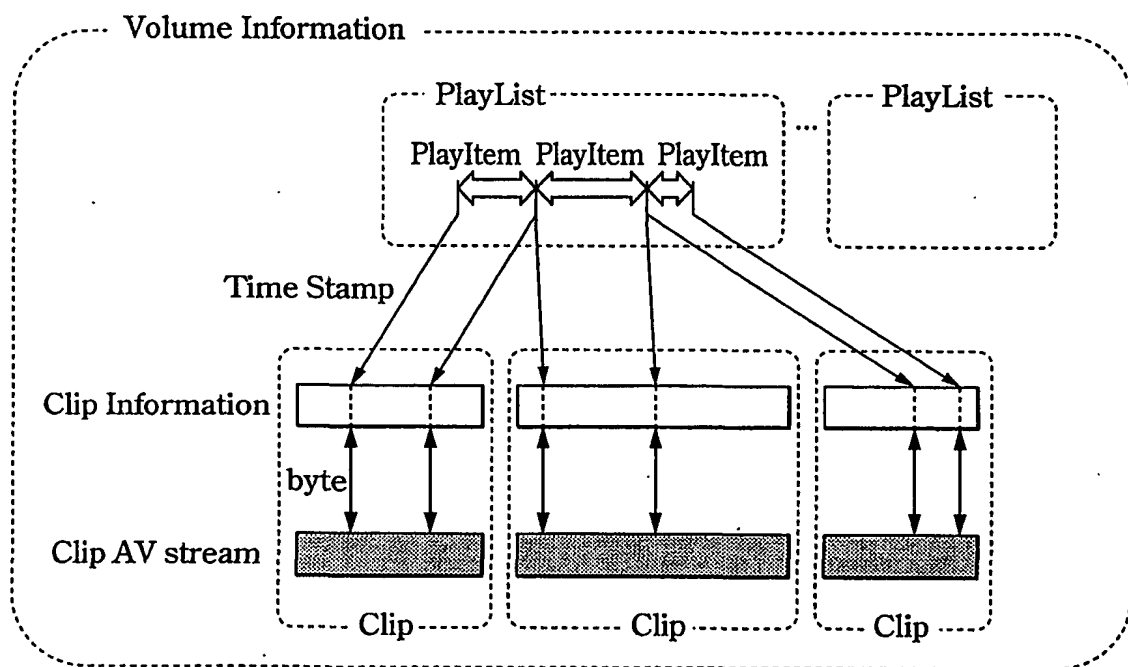 Volume Information
PlayList
PlayList
...
PlayItem PlayItem PlayItem
Time Stamp
Clip Information
byte
Clip AV stream
Clip
Clip
Clip